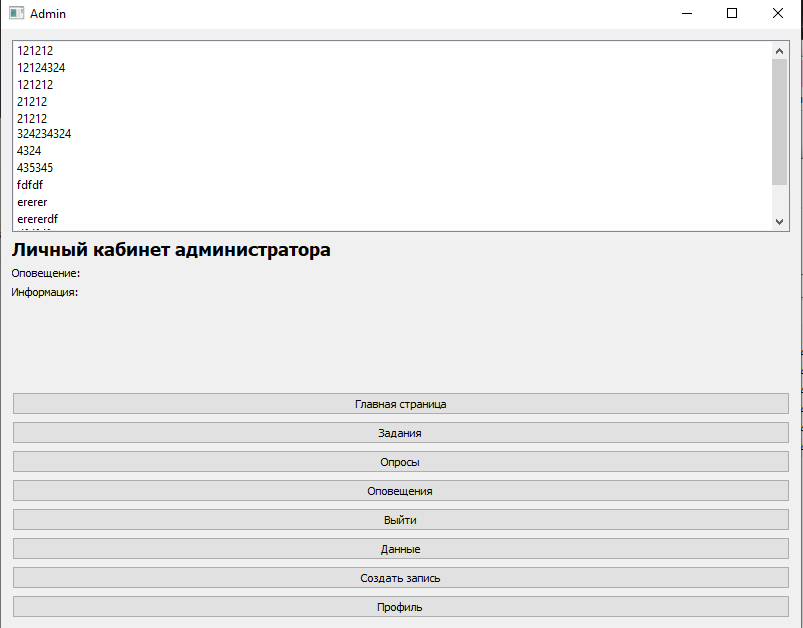 Admin
121212
12124324
121212
21212
21212
324234324
4324
435345
fdfdf
ererer
erererdf
Личный кабинет администратора
Оповещение:
Информация:
Главная страница
Задания
Опросы
Оповещения
Выйти
Данные
Создать запись
Профиль